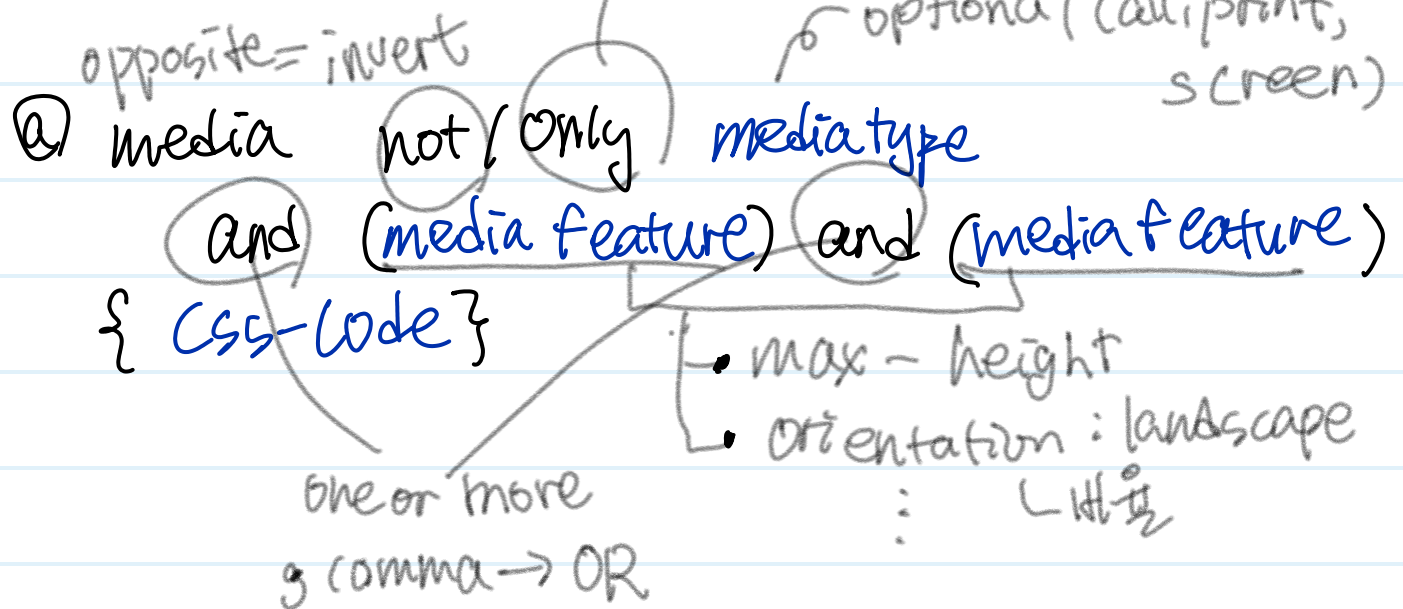 optional (all, print,
screen)
opposite = invert
@ media not / only mediatype
and (media feature) and (media feature)
{ css-code }
• max - height
• orientation : landscape
비율
one or more
, comma → OR